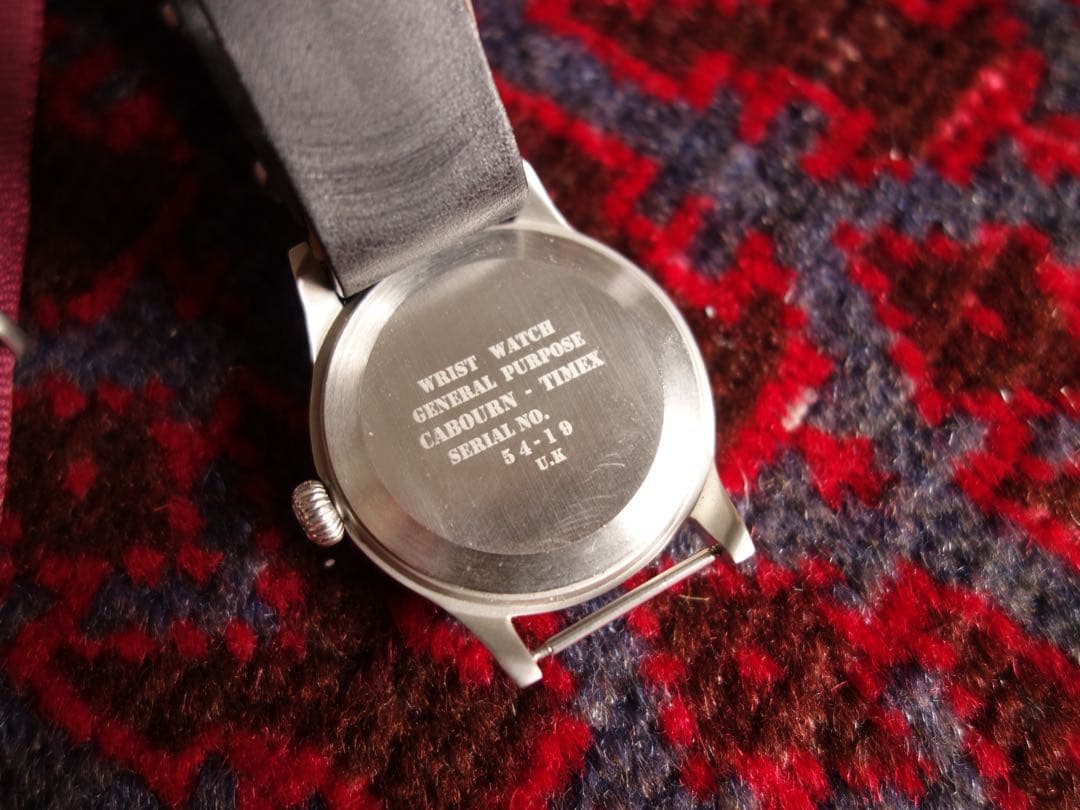 WRIST WATCH
GENERAL PURPOSE
CABOURN - TIMEX
SERIAL NO.
54-19
U.K